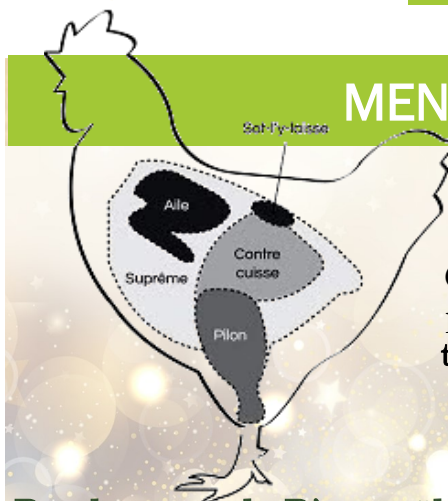 MEN
Sot-l'y-laisse
Aile
Contre
cuisse
Suprême
Pilon
t